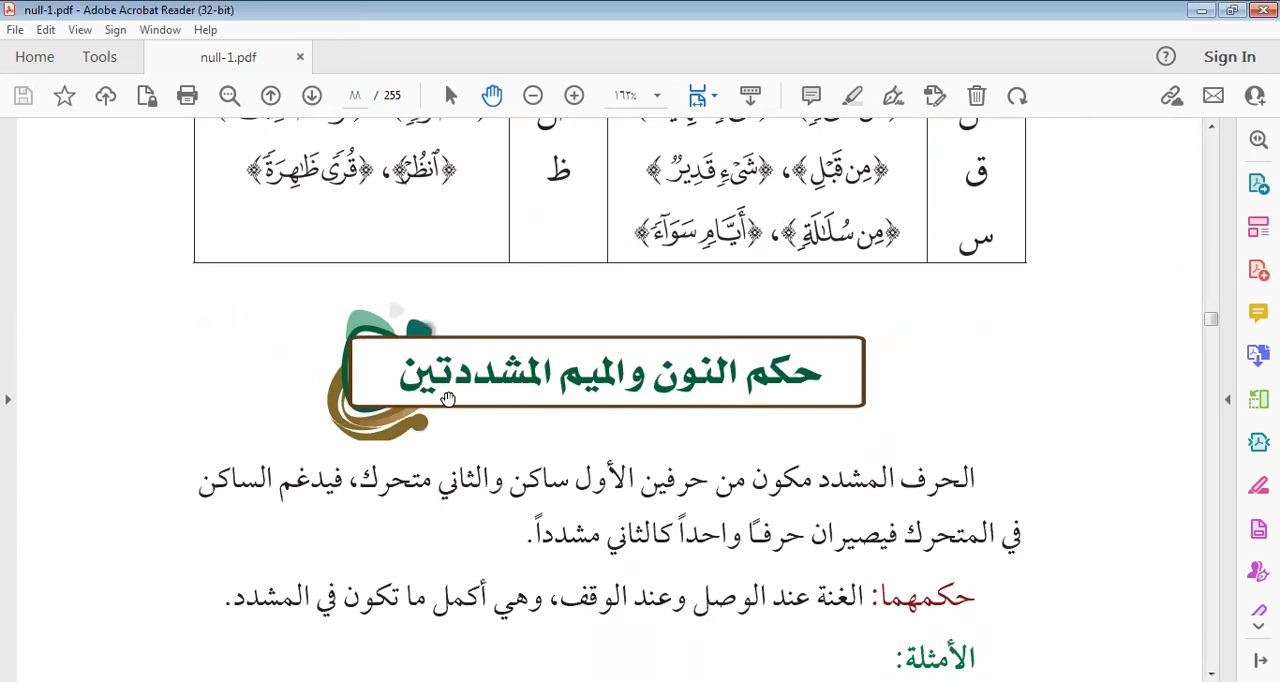 null-1.pdf - Adobe Acrobat Reader (32-bit)
File Edit View Sign Window Help
Home Tools null-1.pdf × Sign In
٨٨ / 255 ١٦٢٪
ق ﴿مِن قَبۡلِ﴾، ﴿شَيۡءٖ قَدِيرٞ﴾ ظ ﴿ٱنظُرۡ﴾، ﴿قُرٗى ظَٰهِرَةٗ﴾
س ﴿مِن سُلَٰلَةٖ﴾، ﴿أَيَّامٖ سَوَآءٗ﴾
حكم النون والميم المشددتين
الحرف المشدد مكون من حرفين الأول ساكن والثاني متحرك، فيدغم الساكن
في المتحرك فيصيران حرفًا واحداً كالثاني مشدداً.
حكمهما: الغنة عند الوصل وعند الوقف، وهي أكمل ما تكون في المشدد.
الأمثلة: